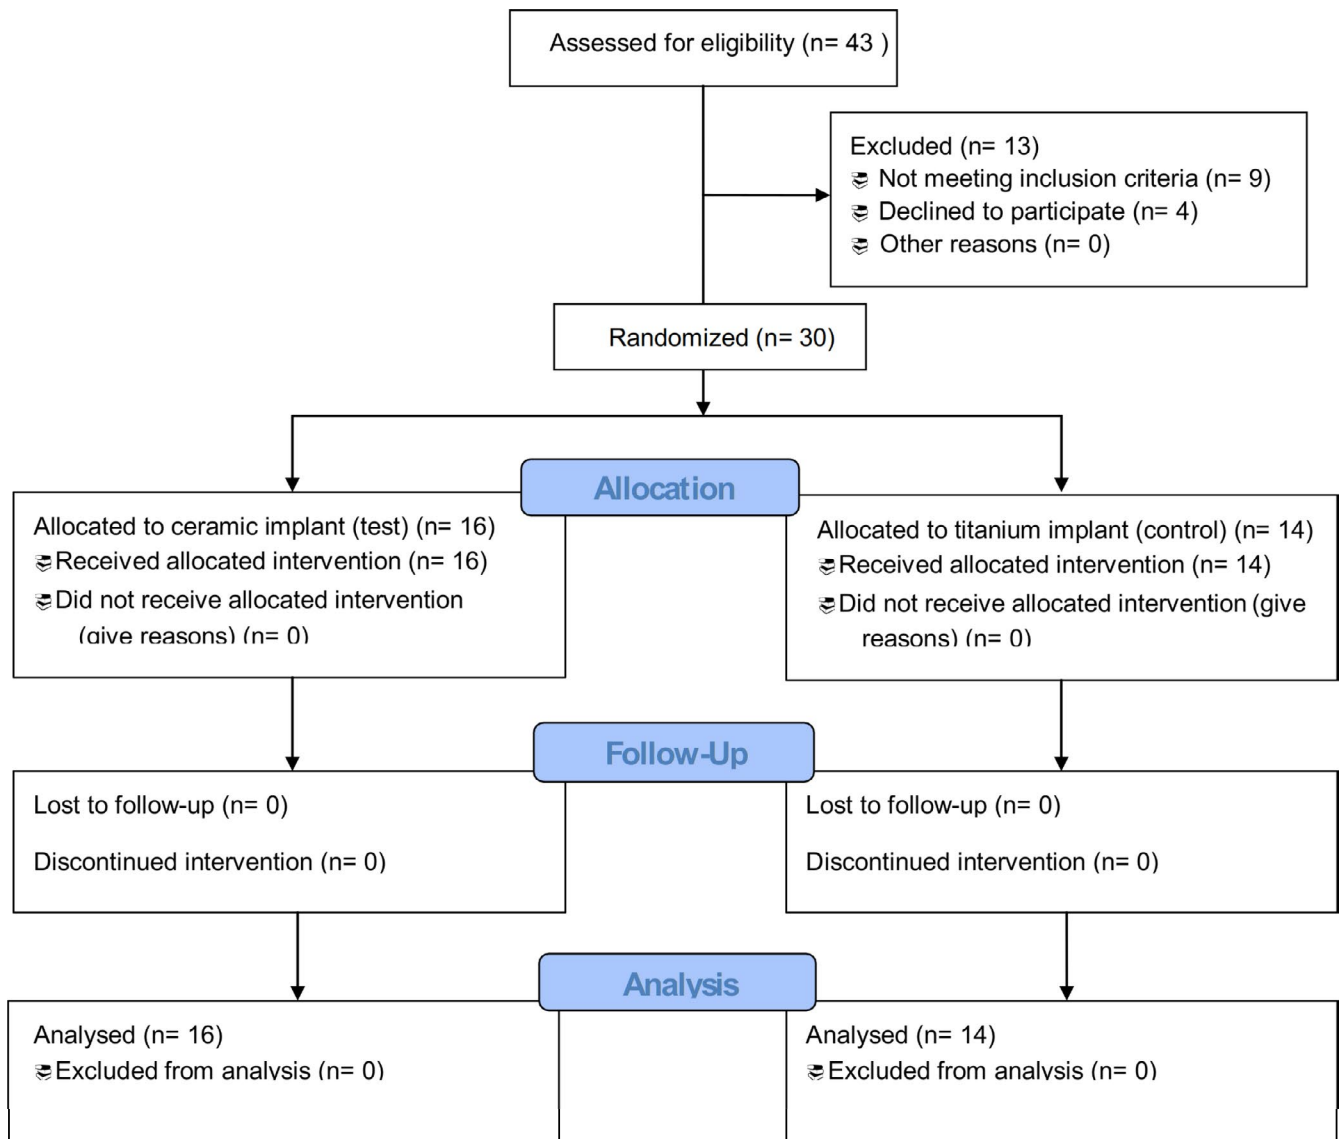 Assessed for eligibility (n= 43 )
Excluded (n= 13)
Not meeting inclusion criteria (n= 9)
Declined to participate (n= 4)
Other reasons (n= 0)
Randomized (n= 30)
Allocation
Allocated to ceramic implant (test) (n= 16)
Received allocated intervention (n= 16)
Did not receive allocated intervention
(give reasons) (n= 0)
Allocated to titanium implant (control) (n= 14)
Received allocated intervention (n= 14)
Did not receive allocated intervention (give
reasons) (n= 0)
Follow-Up
Lost to follow-up (n= 0)
Discontinued intervention (n= 0)
Lost to follow-up (n= 0)
Discontinued intervention (n= 0)
Analysis
Analysed (n= 16)
Excluded from analysis (n= 0)
Analysed (n= 14)
Excluded from analysis (n= 0)